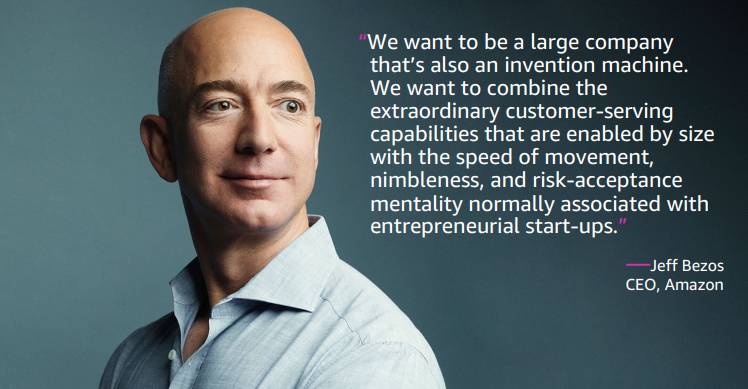 “We want to be a large company
that’s also an invention machine.
We want to combine the
extraordinary customer-serving
capabilities that are enabled by size
with the speed of movement,
nimbleness, and risk-acceptance
mentality normally associated with
entrepreneurial start-ups.”
—Jeff Bezos
CEO, Amazon